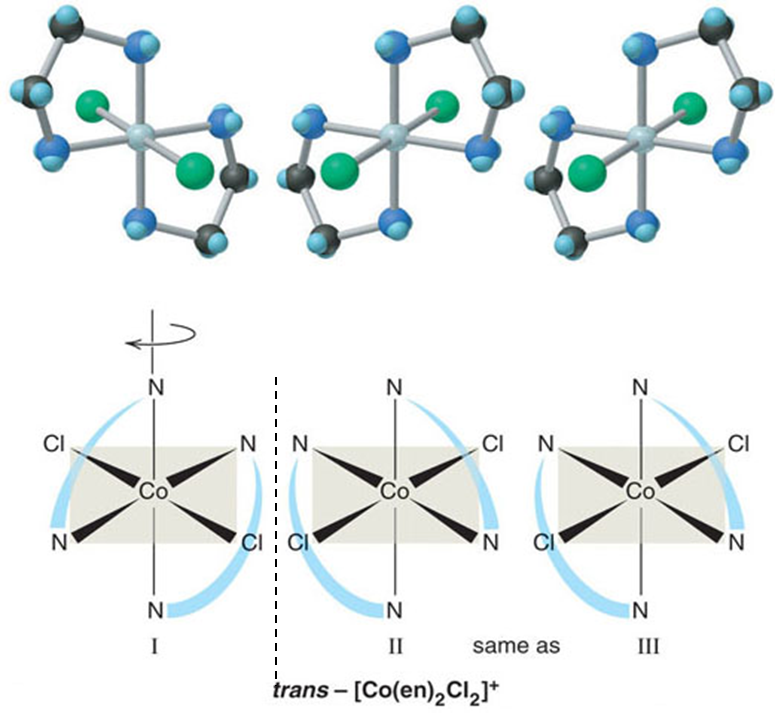 N N N
Cl N N Cl N Cl
Co Co Co
N Cl Cl N Cl N
N N N
I II same as III
trans – [Co(en)2Cl2]+